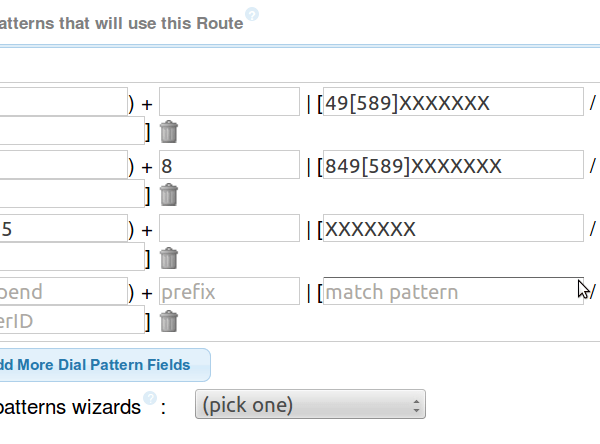 atterns that will use this Route ?
) + | [ 49[589]XXXXXXX /
]
) + 8 | [ 849[589]XXXXXXX /
]
5 ) + | [ XXXXXXX /
]
pend ) + prefix | [ match pattern /
erID ]
dd More Dial Pattern Fields
patterns wizards ? : (pick one)